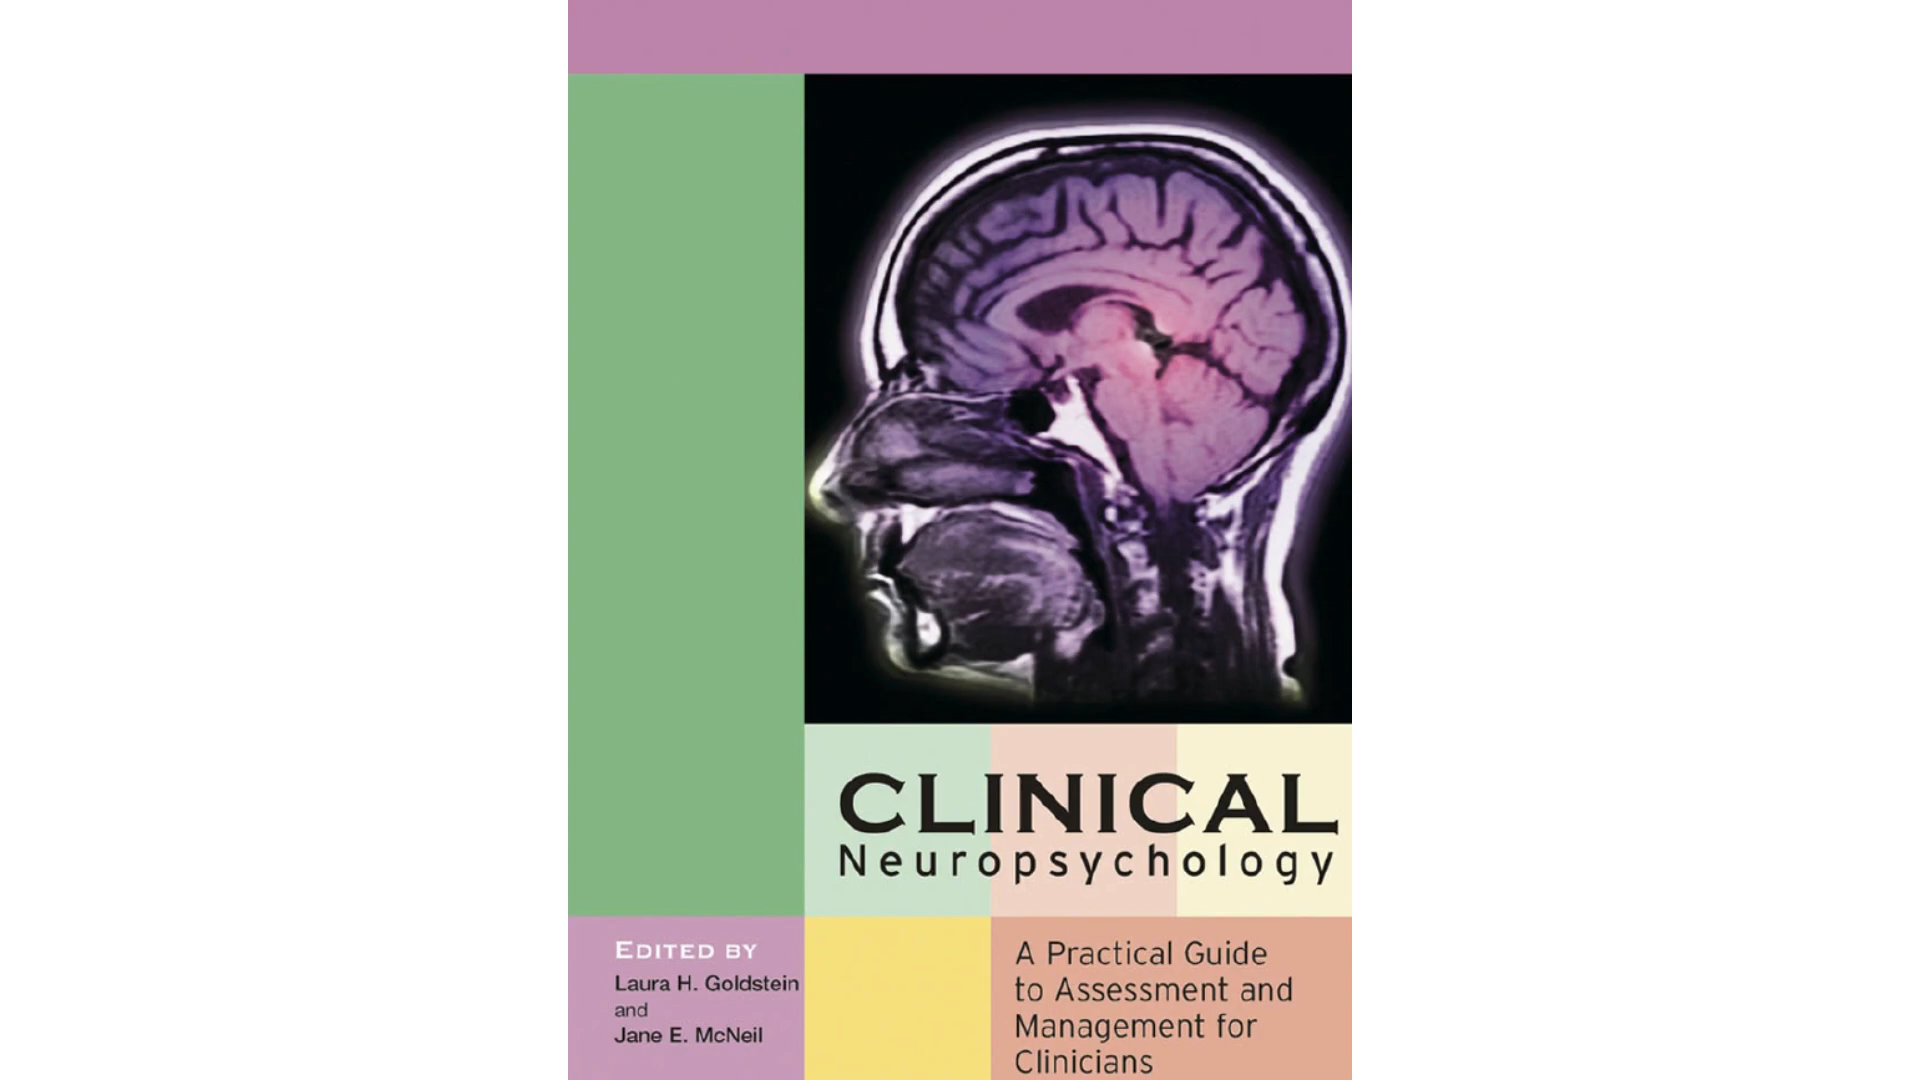 CLINICAL
Neuropsychology
EDITED BY
Laura H. Goldstein
and
Jane E. McNeil
A Practical Guide
to Assessment and
Management for
Clinicians